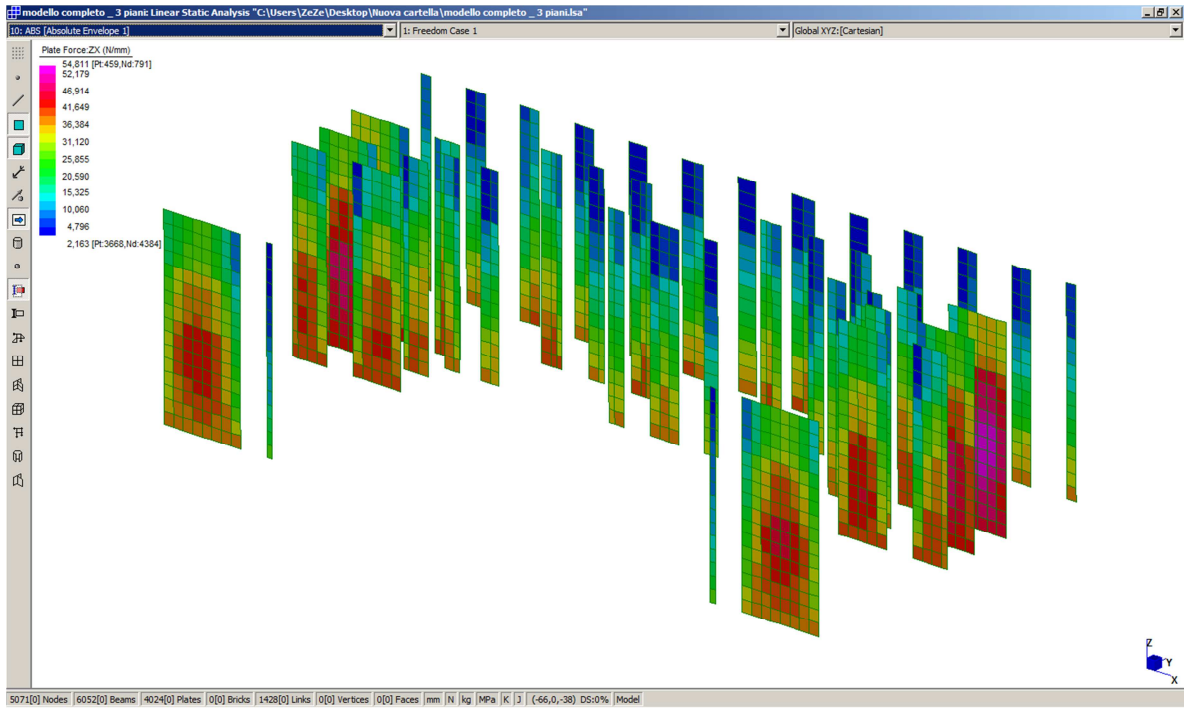 modello completo _ 3 piani: Linear Static Analysis "C:\Users\ZeZe\Desktop\Nuova cartella\modello completo _ 3 piani.lsa"
10: ABS [Absolute Envelope 1] 1: Freedom Case 1 Global XYZ:[Cartesian]
Plate Force:ZX (N/mm)
54,811 [Pt:459,Nd:791]
52,179
46,914
41,649
36,384
31,120
25,855
20,590
15,325
10,060
4,796
2,163 [Pt:3668,Nd:4384]
Z
Y
X
5071[0] Nodes 6052[0] Beams 4024[0] Plates 0[0] Bricks 1428[0] Links 0[0] Vertices 0[0] Faces mm N kg MPa K J (-66,0,-38) DS:0% Model